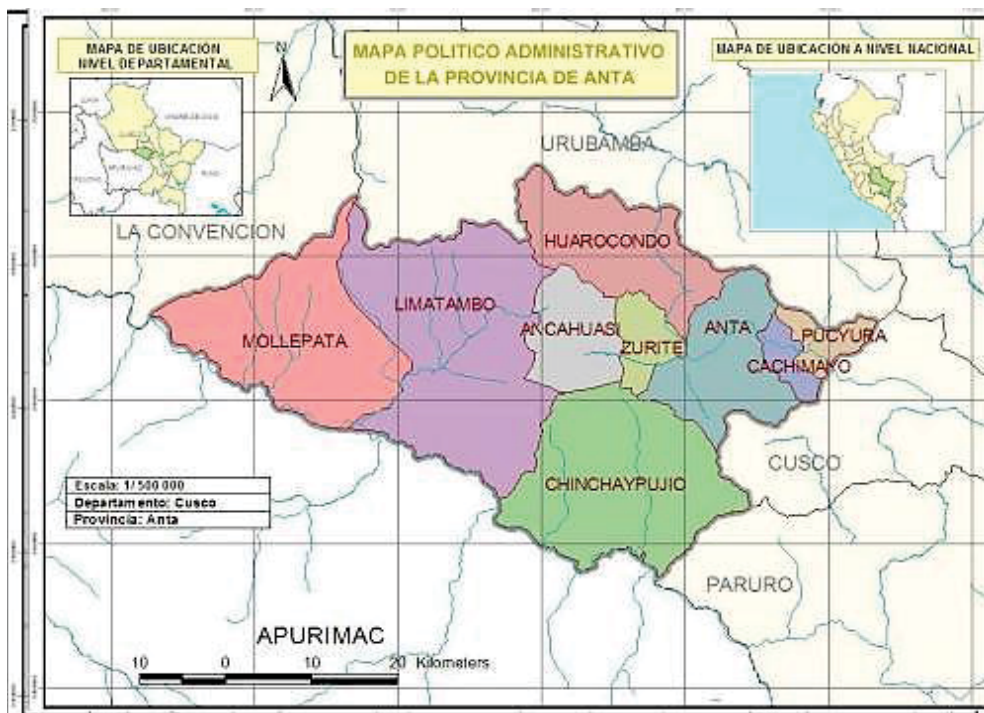 MAPA DE UBICACIÓN
NIVEL DEPARTAMENTAL
N
MAPA POLITICO ADMINISTRATIVO
DE LA PROVINCIA DE ANTA
MAPA DE UBICACIÓN A NIVEL NACIONAL
URUBAMBA
LA CONVENCION
HUAROCONDO
LIMATAMBO
ANCAHUASI
ANTA
MOLLEPATA
ZURITE
PUCYURA
CACHIMAYO
CUSCO
CHINCHAYPUJIO
Escala: 1/500 000
Departamento: Cusco
Provincia: Anta
PARURO
APURIMAC
10 0 10 20 Kilometers